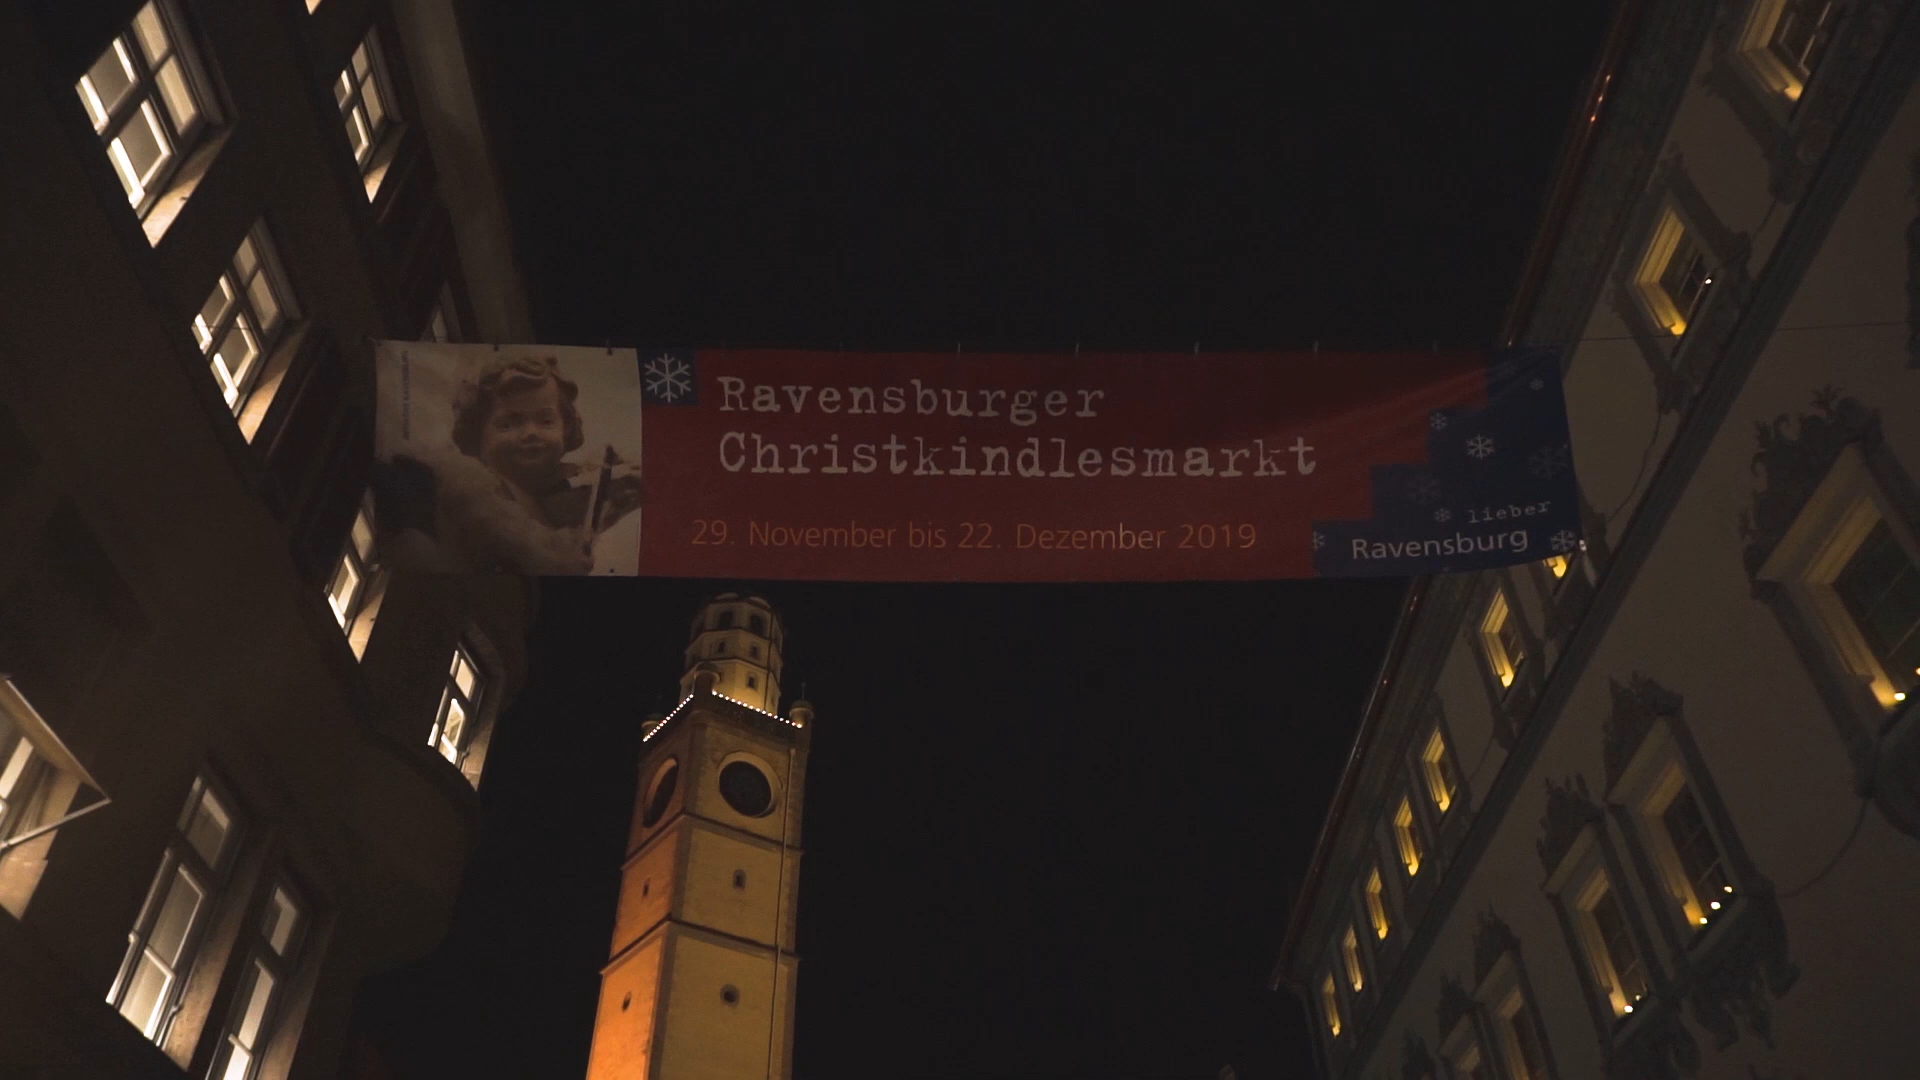 Ravensburger
Christkindlesmarkt
29. November bis 22. Dezember 2019
lieber
Ravensburg